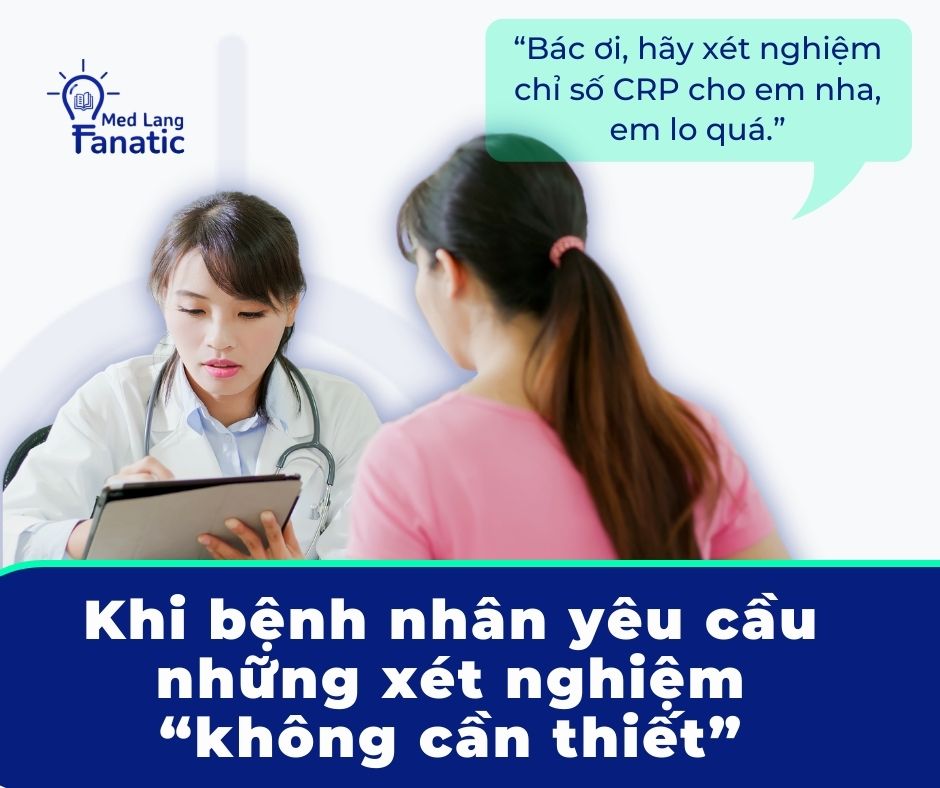 Med Lang
Fanatic
“Bác ơi, hãy xét nghiệm
chỉ số CRP cho em nha,
em lo quá.”
Khi bệnh nhân yêu cầu
những xét nghiệm
“không cần thiết”